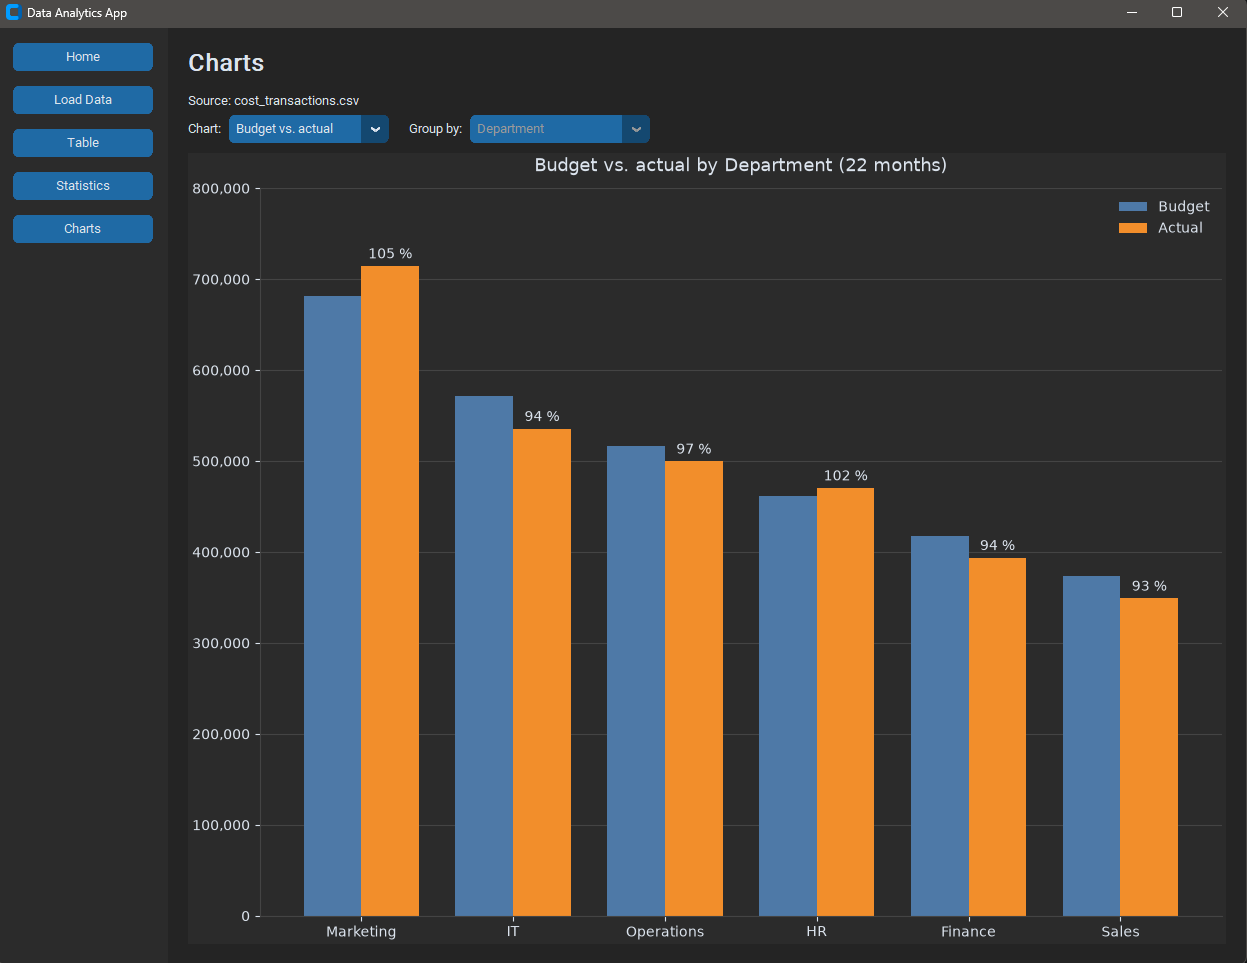 Data Analytics App
Home
Load Data
Table
Statistics
Charts
Charts
Source: cost_transactions.csv
Chart: Budget vs. actual Group by: Department
Budget vs. actual by Department (22 months)
800,000
700,000
600,000
500,000
400,000
300,000
200,000
100,000
0
Budget
Actual
105 %
94 %
97 %
102 %
94 %
93 %
Marketing IT Operations HR Finance Sales